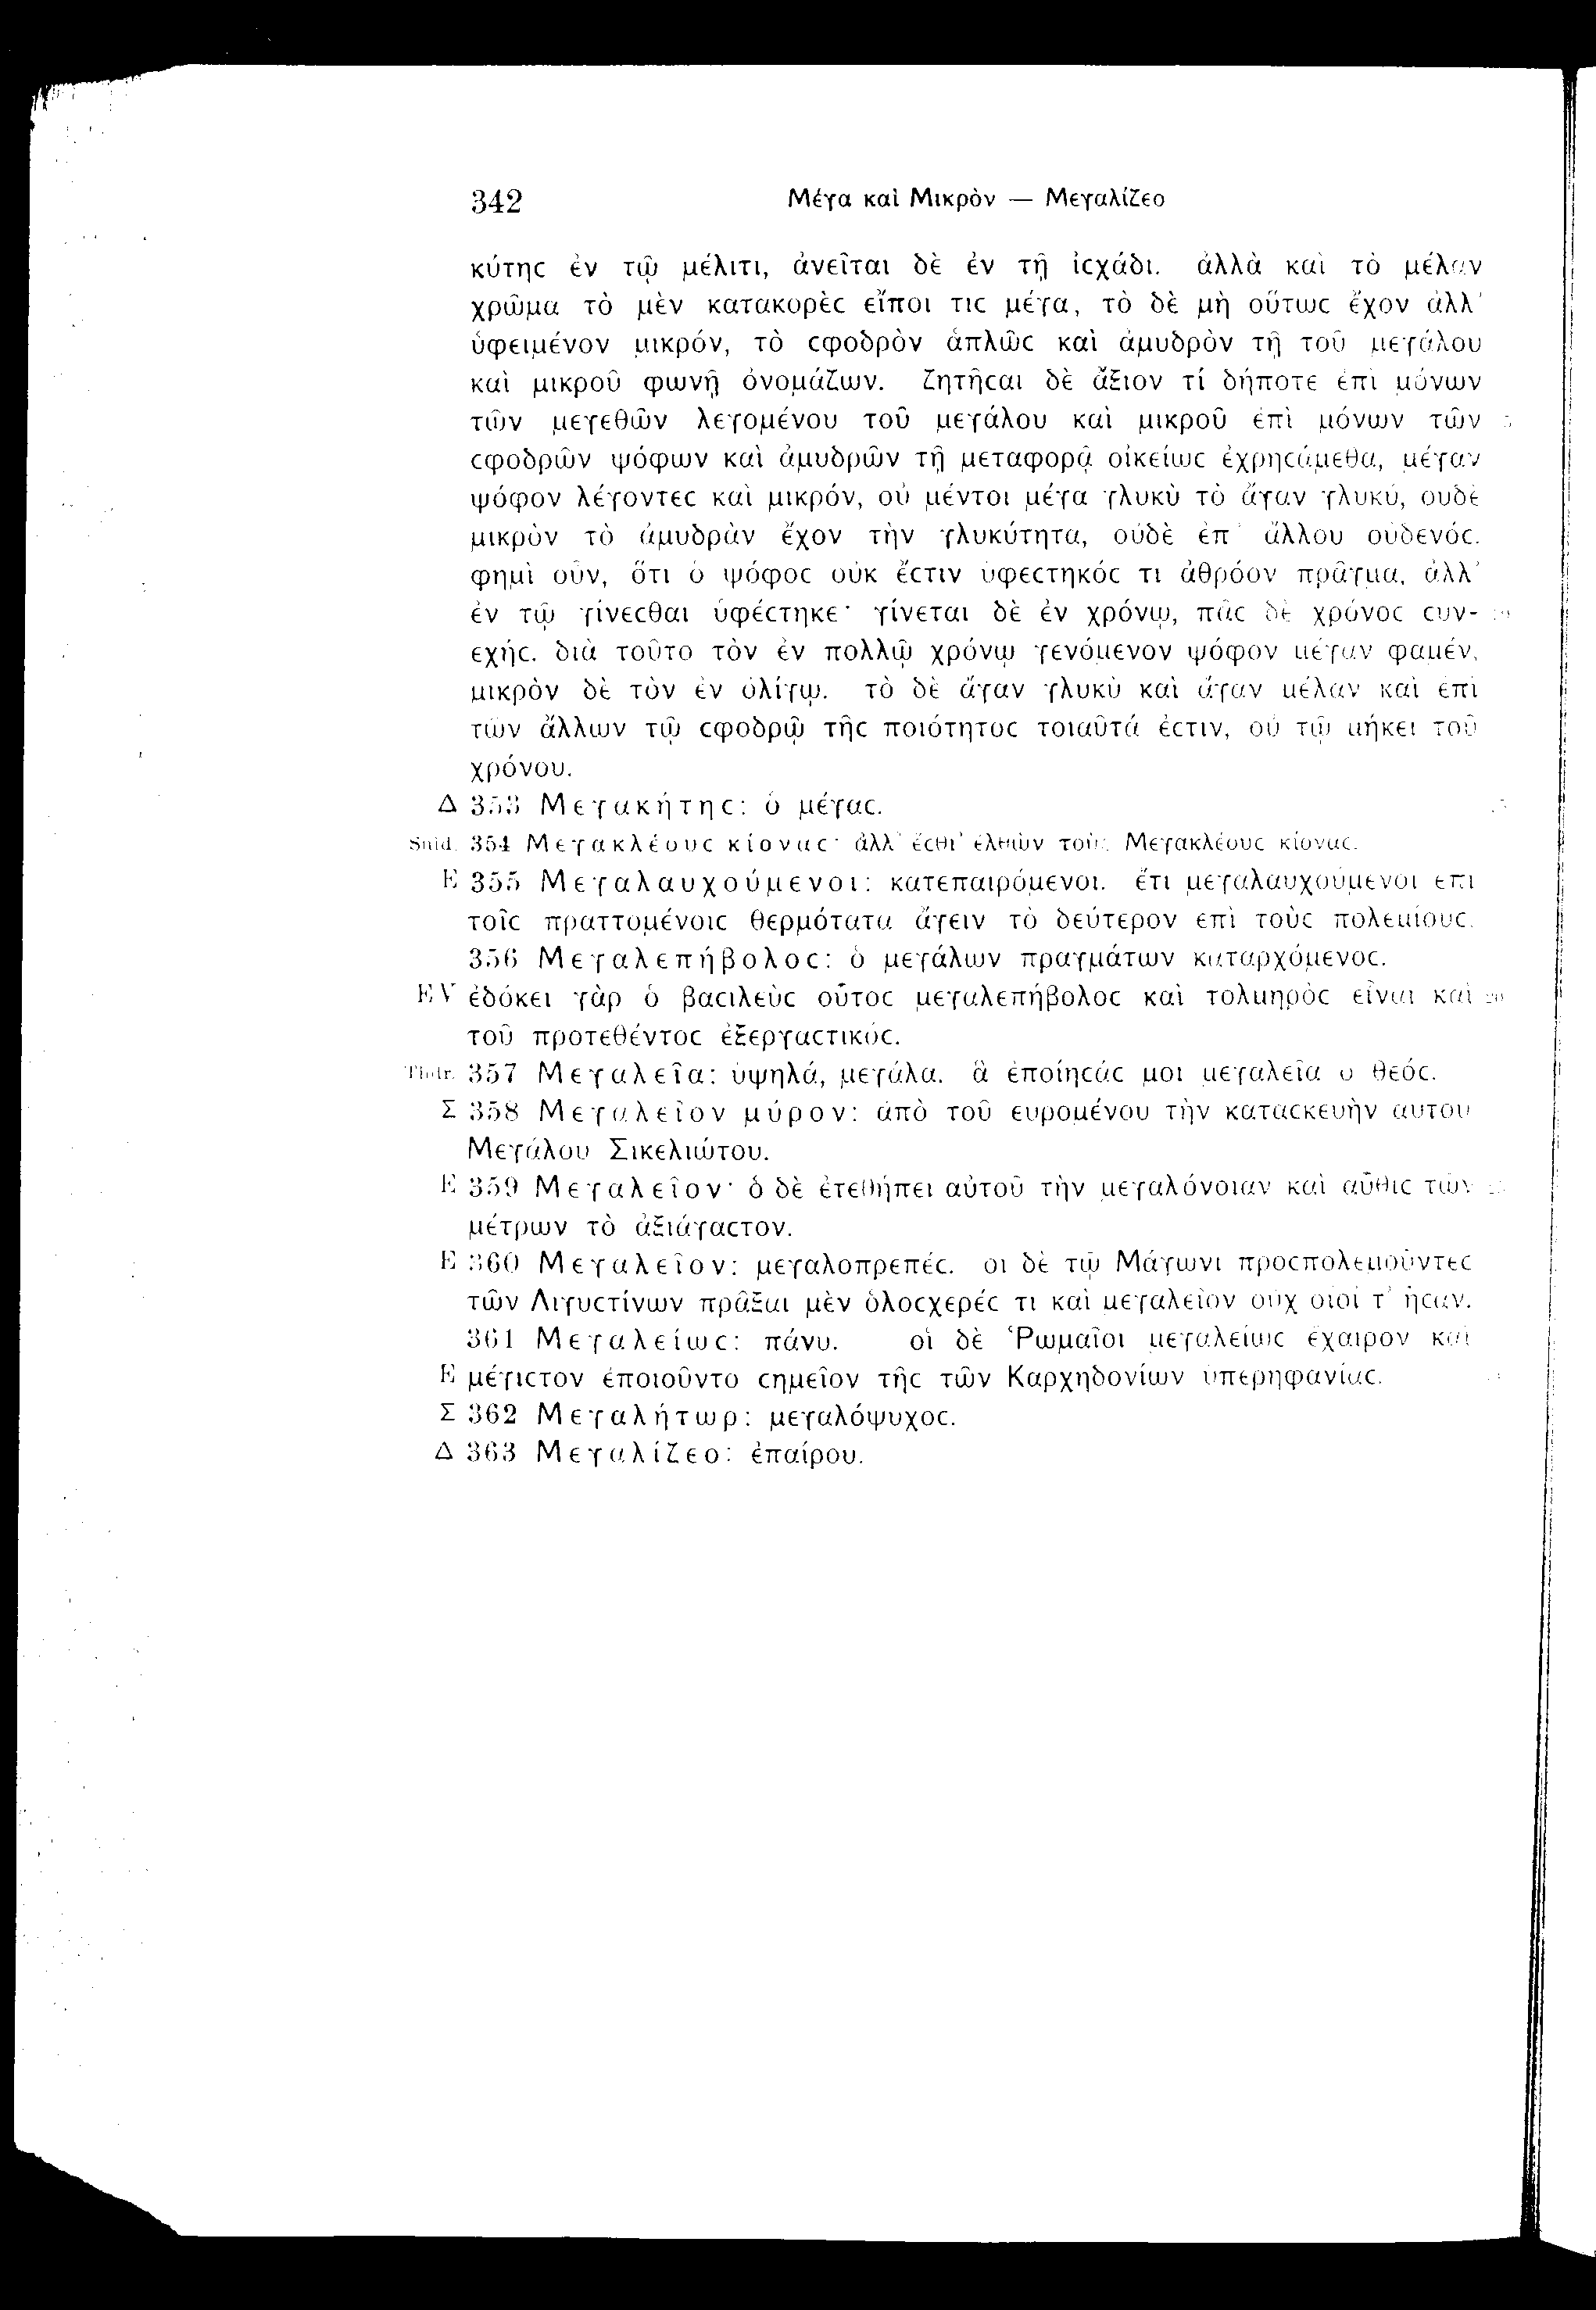 342 Μέγα καὶ Μικρὸν — Μεγαλίζεο
κύτηϲ ἐν τῷ μέλιτι, ἀνεῖται δὲ ἐν τῇ ἰϲχάδι. ἀλλὰ καὶ τὸ μέλαν
χρῶμα τὸ μὲν κατακορὲϲ εἴποι τιϲ μέγα, τὸ δὲ μὴ οὕτωϲ ἔχον ἀλλ'
ὑφειμένον μικρόν, τὸ ϲφοδρὸν ἁπλῶϲ καὶ ἀμυδρὸν τῇ τοῦ μεγάλου
καὶ μικροῦ φωνῇ ὀνομάζων. ζητῆϲαι δὲ ἄξιον τί δήποτε ἐπὶ μόνων
τῶν μεγεθῶν λεγομένου τοῦ μεγάλου καὶ μικροῦ ἐπὶ μόνων τῶν
ϲφοδρῶν ψόφων καὶ ἀμυδρῶν τῇ μεταφορᾷ οἰκείωϲ ἐχρηϲάμεθα, μέγαν
ψόφον λέγοντεϲ καὶ μικρόν, οὐ μέντοι μέγα γλυκὺ τὸ ἄγαν γλυκύ, οὐδὲ
μικρὸν τὸ ἀμυδρὰν ἔχον τὴν γλυκύτητα, οὐδὲ ἐπ' ἄλλου οὐδενόϲ.
φημὶ οὖν, ὅτι ὁ ψόφοϲ οὐκ ἔϲτιν ὑφεϲτηκόϲ τι ἀθρόον πρᾶγμα, ἀλλ'
ἐν τῷ γίνεϲθαι ὑφέϲτηκε· γίνεται δὲ ἐν χρόνῳ, πᾶϲ δὲ χρόνοϲ ϲυν-
εχήϲ. διὰ τοῦτο τὸν ἐν πολλῷ χρόνῳ γενόμενον ψόφον μέγαν φαμέν,
μικρὸν δὲ τὸν ἐν ὀλίγῳ. τὸ δὲ ἄγαν γλυκὺ καὶ ἄγαν μέλαν καὶ ἐπὶ
τῶν ἄλλων τῷ ϲφοδρῷ τῆϲ ποιότητοϲ τοιαῦτά ἐϲτιν, οὐ τῷ μήκει τοῦ
χρόνου.
Δ 353 Μεγακήτηϲ: ὁ μέγαϲ.
Suid. 354 Μεγακλέουϲ κίοναϲ· ἀλλ' ἔϲθι' ἐλθὼν τοὺϲ Μεγακλέουϲ κίοναϲ.
E 355 Μεγαλαυχούμενοι: κατεπαιρόμενοι. ἔτι μεγαλαυχούμενοι ἐπὶ
τοῖϲ πραττομένοιϲ θερμότατα ἄγειν τὸ δεύτερον ἐπὶ τοὺϲ πολεμίουϲ.
356 Μεγαλεπήβολοϲ: ὁ μεγάλων πραγμάτων καταρχόμενοϲ.
EV ἐδόκει γὰρ ὁ βαϲιλεὺϲ οὗτοϲ μεγαλεπήβολοϲ καὶ τολμηρὸϲ εἶναι καὶ 20
τοῦ προτεθέντοϲ ἐξεργαϲτικόϲ.
Thdr. 357 Μεγαλεῖα: ὑψηλά, μεγάλα. ἃ ἐποίηϲάϲ μοι μεγαλεῖα ὁ θεόϲ.
Σ 358 Μεγαλεῖον μύρον: ἀπὸ τοῦ εὑρομένου τὴν καταϲκευὴν αὐτοῦ
Μεγάλου Σικελιώτου.
E 359 Μεγαλεῖον· ὁ δὲ ἐτεθήπει αὐτοῦ τὴν μεγαλόνοιαν καὶ αὖθιϲ τῶν
μέτρων τὸ ἀξιάγαϲτον.
E 360 Μεγαλεῖον: μεγαλοπρεπέϲ. οἱ δὲ τῷ Μάγωνι προϲπολεμοῦντεϲ
τῶν Λιγυϲτίνων πρᾶξαι μὲν ὁλοϲχερέϲ τι καὶ μεγαλεῖον οὐχ οἷοί τ' ἦϲαν.
361 Μεγαλείωϲ: πάνυ. οἱ δὲ Ῥωμαῖοι μεγαλείωϲ ἔχαιρον καὶ
E μέγιϲτον ἐποιοῦντο ϲημεῖον τῆϲ τῶν Καρχηδονίων ὑπερηφανίαϲ.
Σ 362 Μεγαλήτωρ: μεγαλόψυχοϲ.
Δ 363 Μεγαλίζεο: ἐπαίρου.